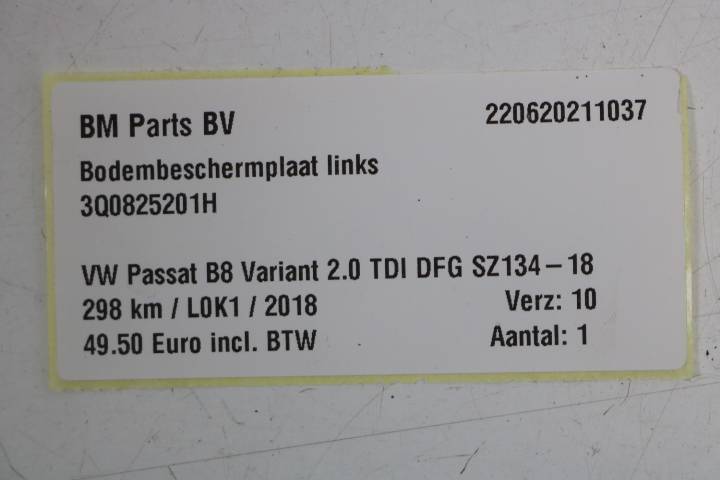 BM Parts BV 220620211037
Bodembeschermplaat links
3Q0825201H
VW Passat B8 Variant 2.0 TDI DFG SZ134-18
298 km / L0K1 / 2018 Verz: 10
49.50 Euro incl. BTW Aantal: 1